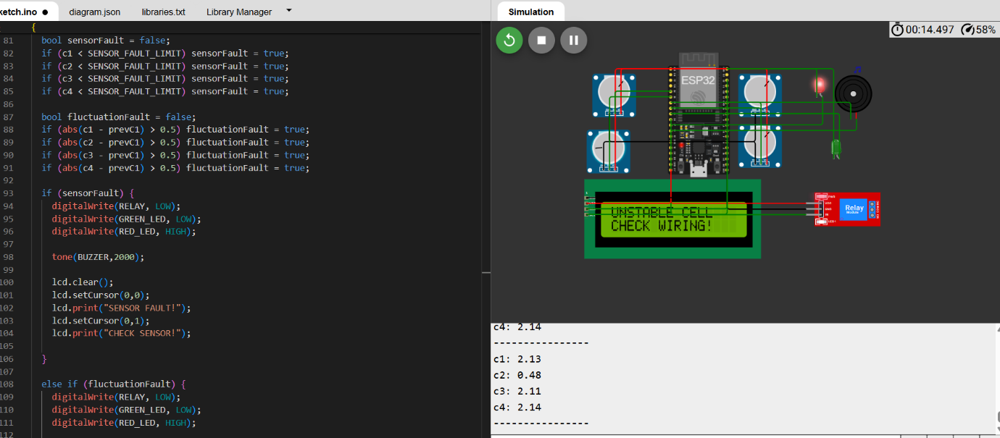 ketch.ino ●
diagram.json
libraries.txt
Library Manager
Simulation
{
81 bool sensorFault = false;
82 if (c1 < SENSOR_FAULT_LIMIT) sensorFault = true;
83 if (c2 < SENSOR_FAULT_LIMIT) sensorFault = true;
84 if (c3 < SENSOR_FAULT_LIMIT) sensorFault = true;
85 if (c4 < SENSOR_FAULT_LIMIT) sensorFault = true;
86
87 bool fluctuationFault = false;
88 if (abs(c1 - prevC1) > 0.5) fluctuationFault = true;
89 if (abs(c2 - prevC1) > 0.5) fluctuationFault = true;
90 if (abs(c3 - prevC1) > 0.5) fluctuationFault = true;
91 if (abs(c4 - prevC1) > 0.5) fluctuationFault = true;
92
93 if (sensorFault) {
94 digitalWrite(RELAY, LOW);
95 digitalWrite(GREEN_LED, LOW);
96 digitalWrite(RED_LED, HIGH);
97
98 tone(BUZZER,2000);
99
100 lcd.clear();
101 lcd.setCursor(0,0);
102 lcd.print("SENSOR FAULT!");
103 lcd.setCursor(0,1);
104 lcd.print("CHECK SENSOR!");
105
106 }
107
108 else if (fluctuationFault) {
109 digitalWrite(RELAY, LOW);
110 digitalWrite(GREEN_LED, LOW);
111 digitalWrite(RED_LED, HIGH);
112
00:14.497 58%
ESP32
UNSTABLE CELL
CHECK WIRING!
PWR
VCC
GND
IN
LED1
Relay
Module
NO COM NC
c4: 2.14
----------------
c1: 2.13
c2: 0.48
c3: 2.11
c4: 2.14
----------------